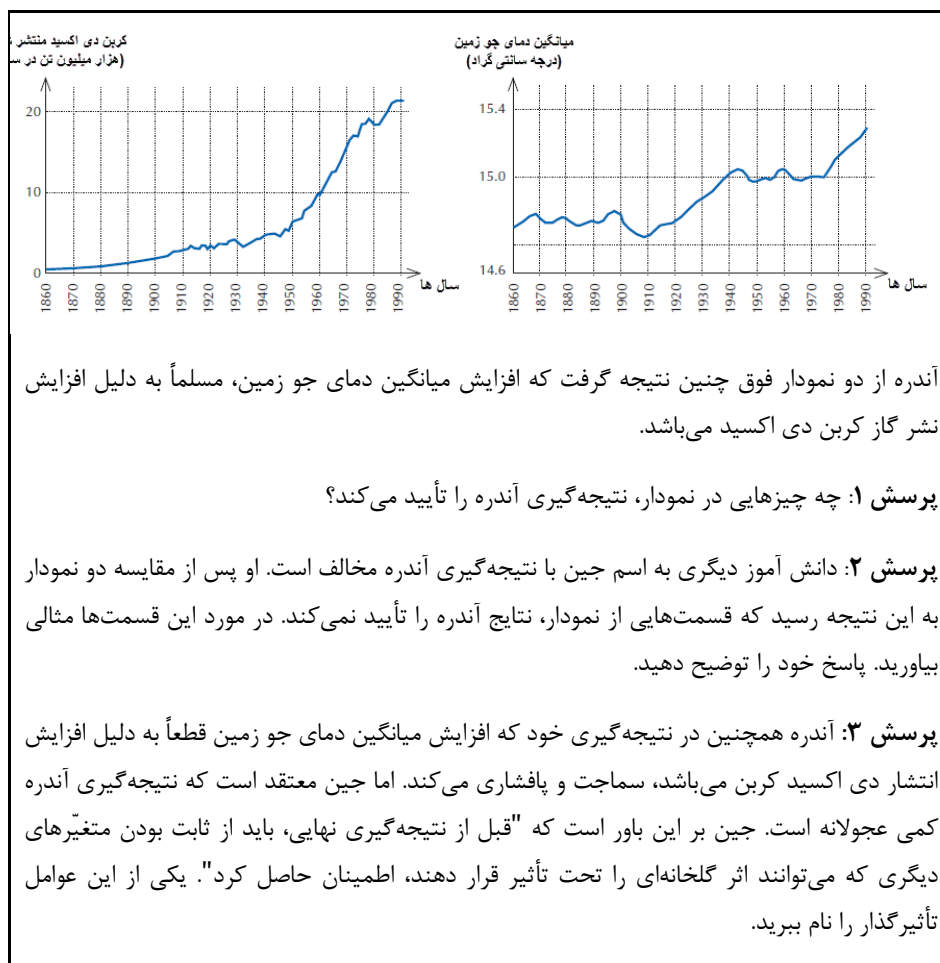 کربن دی اکسید منتشر
(هزار میلیون تن در
20
10
0
1860 1870 1880 1890 1900 1910 1920 1930 1940 1950 1960 1970 1980 1990
سال ها
میانگین دمای جو زمین
(درجه سانتی گراد)
15.4
15.0
14.6
1860 1870 1880 1890 1900 1910 1920 1930 1940 1950 1960 1970 1980 1990
سال ها
آندره از دو نمودار فوق چنین نتیجه گرفت که افزایش میانگین دمای جو زمین، مسلماً به دلیل افزایش
نشر گاز کربن دی اکسید می‌باشد.
پرسش ۱: چه چیزهایی در نمودار، نتیجه‌گیری آندره را تأیید می‌کند؟
پرسش ۲: دانش آموز دیگری به اسم جین با نتیجه‌گیری آندره مخالف است. او پس از مقایسه دو نمودار
به این نتیجه رسید که قسمت‌هایی از نمودار، نتایج آندره را تأیید نمی‌کند. در مورد این قسمت‌ها مثالی
بیاورید. پاسخ خود را توضیح دهید.
پرسش ۳: آندره همچنین در نتیجه‌گیری خود که افزایش میانگین دمای جو زمین قطعاً به دلیل افزایش
انتشار دی اکسید کربن می‌باشد، سماجت و پافشاری می‌کند. اما جین معتقد است که نتیجه‌گیری آندره
کمی عجولانه است. جین بر این باور است که "قبل از نتیجه‌گیری نهایی، باید از ثابت بودن متغیّرهای
دیگری که می‌توانند اثر گلخانه‌ای را تحت تأثیر قرار دهند، اطمینان حاصل کرد". یکی از این عوامل
تأثیرگذار را نام ببرید.